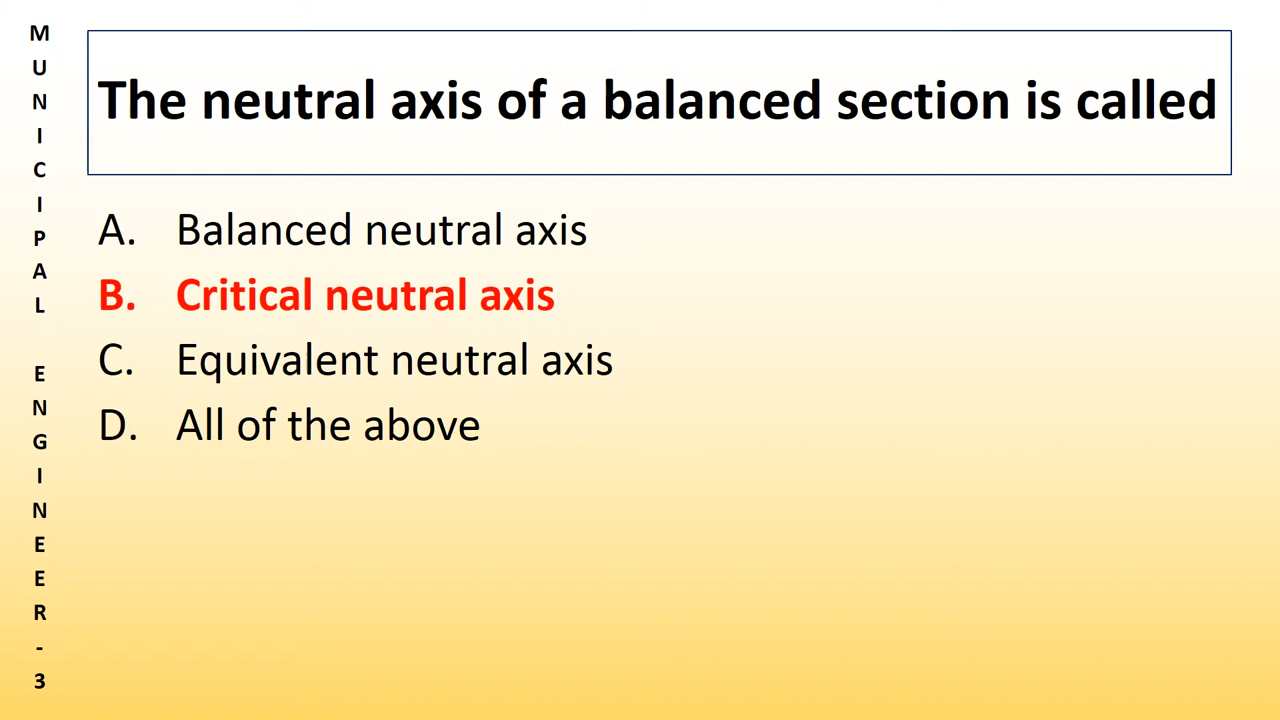 MUNICIPAL ENGINEER-3
The neutral axis of a balanced section is called
A. Balanced neutral axis
B. Critical neutral axis
C. Equivalent neutral axis
D. All of the above